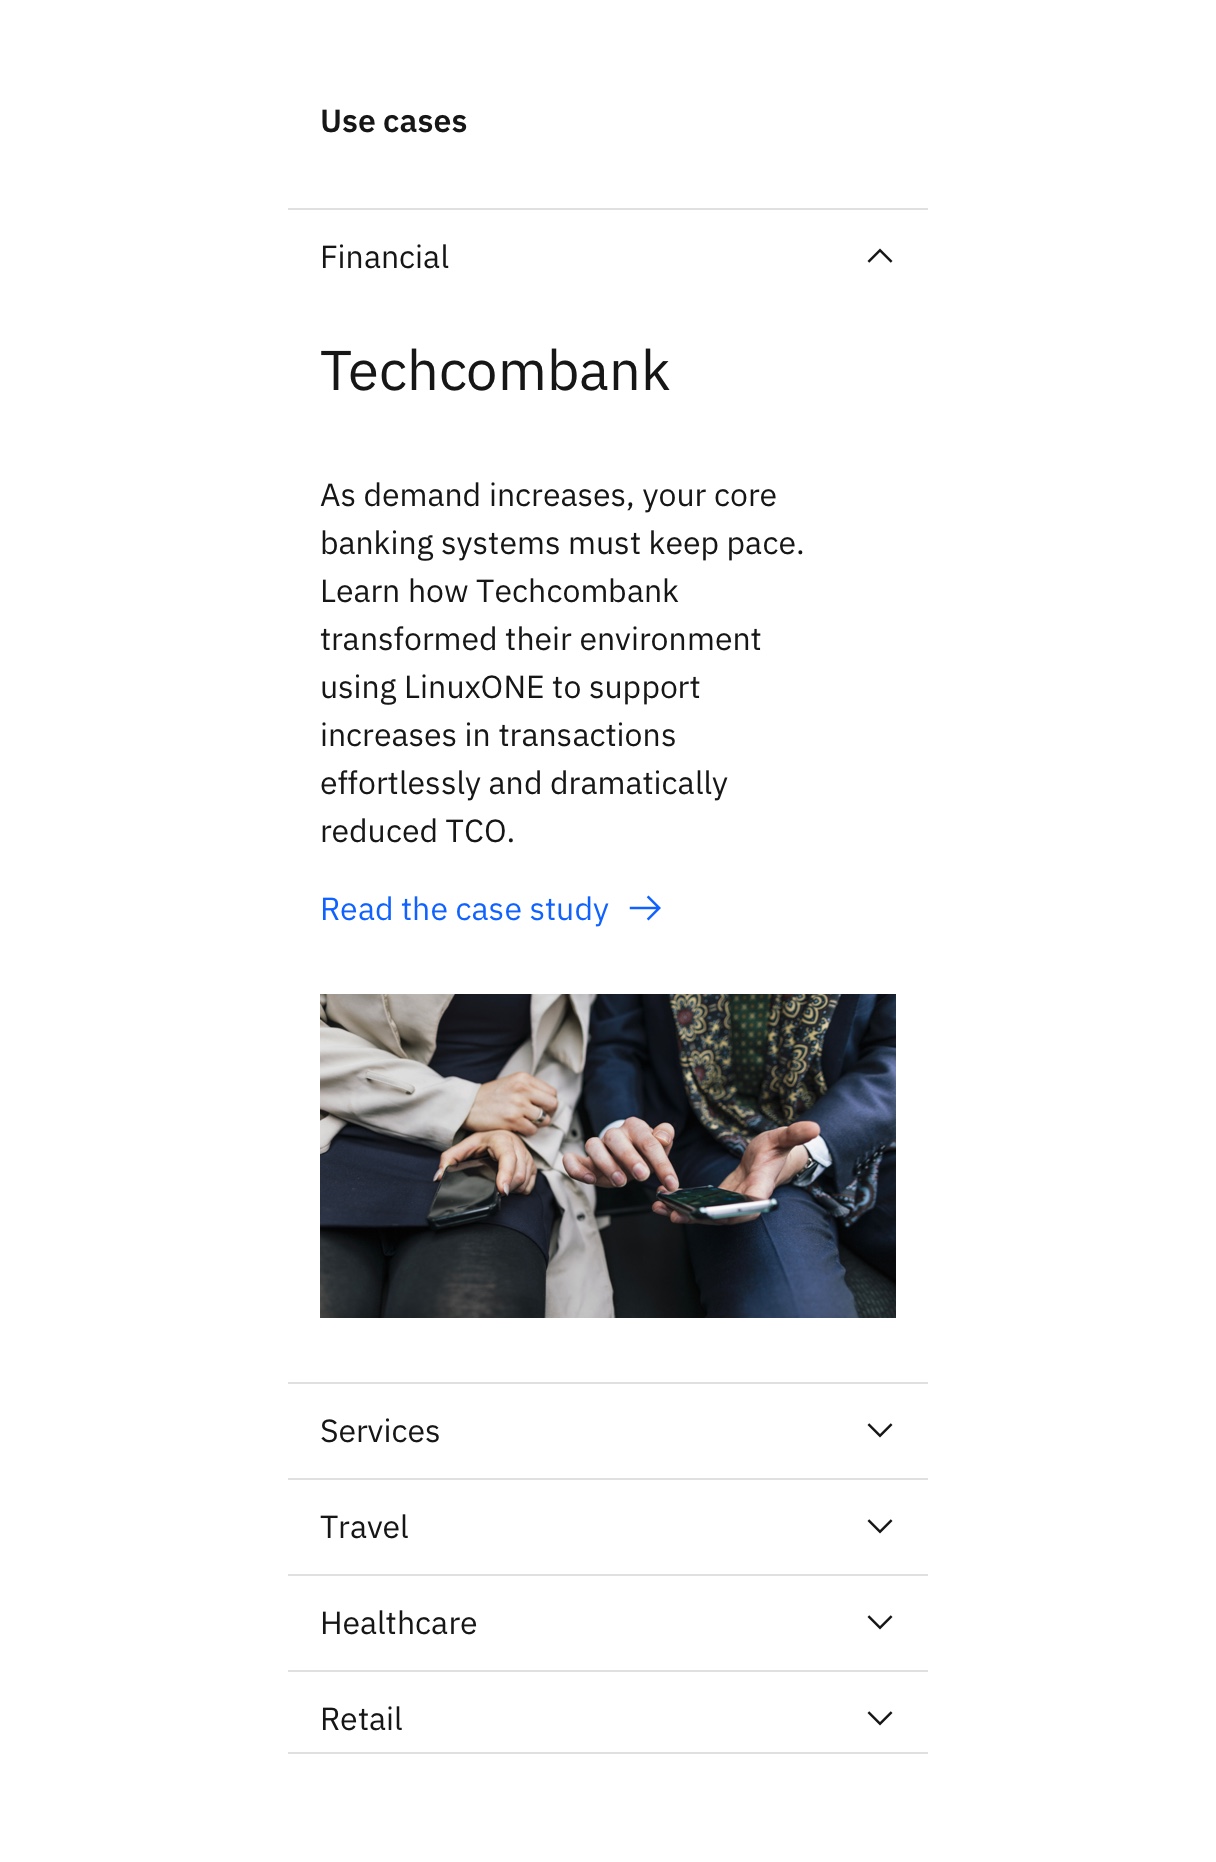 Use cases
Financial
Techcombank
As demand increases, your core
banking systems must keep pace.
Learn how Techcombank
transformed their environment
using LinuxONE to support
increases in transactions
effortlessly and dramatically
reduced TCO.
Read the case study
Services
Travel
Healthcare
Retail